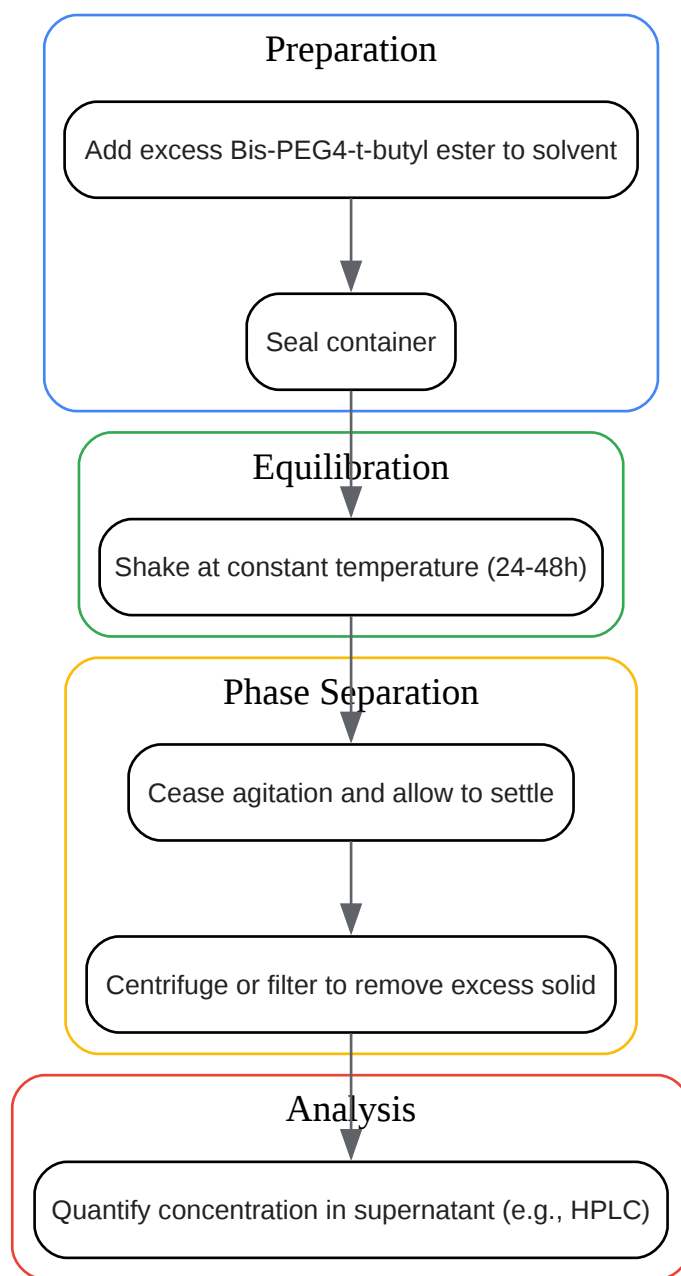 Preparation
Add excess Bis-PEG4-t-butyl ester to solvent
Seal container
Equilibration
Shake at constant temperature (24-48h)
Phase Separation
Cease agitation and allow to settle
Centrifuge or filter to remove excess solid
Analysis
Quantify concentration in supernatant (e.g., HPLC)